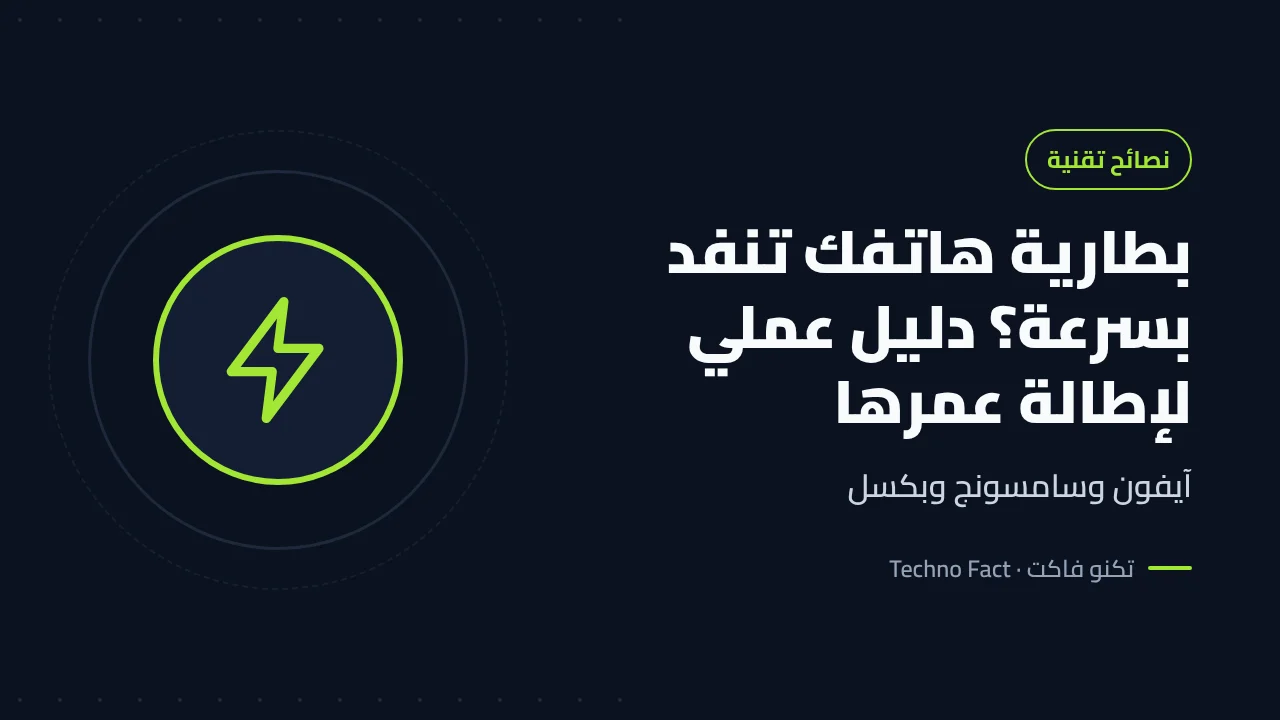 نصائح تقنية
بطارية هاتفك تنفد
بسرعة؟ دليل عملي
لإطالة عمرها
آيفون وسامسونج وبكسل
تكنو فاكت · Techno Fact